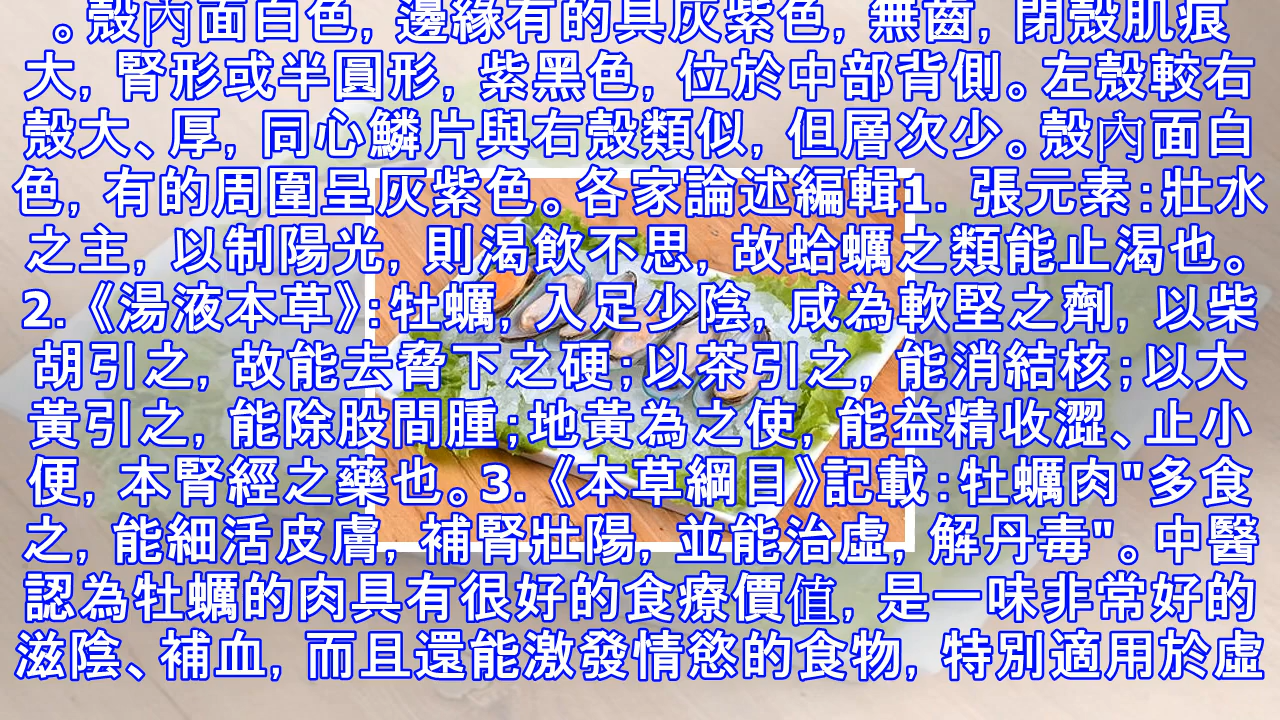 。殼內面白色, 邊緣有的具灰紫色, 無齒, 閉殼肌痕
大, 腎形或半圓形, 紫黑色, 位於中部背側。左殼較右
殼大、厚, 同心鱗片與右殼類似, 但層次少。殼內面白
色, 有的周圍呈灰紫色。各家論述編輯1. 張元素:壯水
之主, 以制陽光, 則渴飲不思, 故蛤蠣之類能止渴也。
2.《湯液本草》:牡蠣, 入足少陰, 咸為軟堅之劑, 以柴
胡引之, 故能去脅下之硬;以茶引之, 能消結核;以大
黃引之, 能除股間腫;地黃為之使, 能益精收澀、止小
便, 本腎經之藥也。3.《本草綱目》記載:牡蠣肉"多食
之, 能細活皮膚, 補腎壯陽, 並能治虛, 解丹毒"。中醫
認為牡蠣的肉具有很好的食療價值, 是一味非常好的
滋陰、補血, 而且還能激發情慾的食物, 特別適用於虛